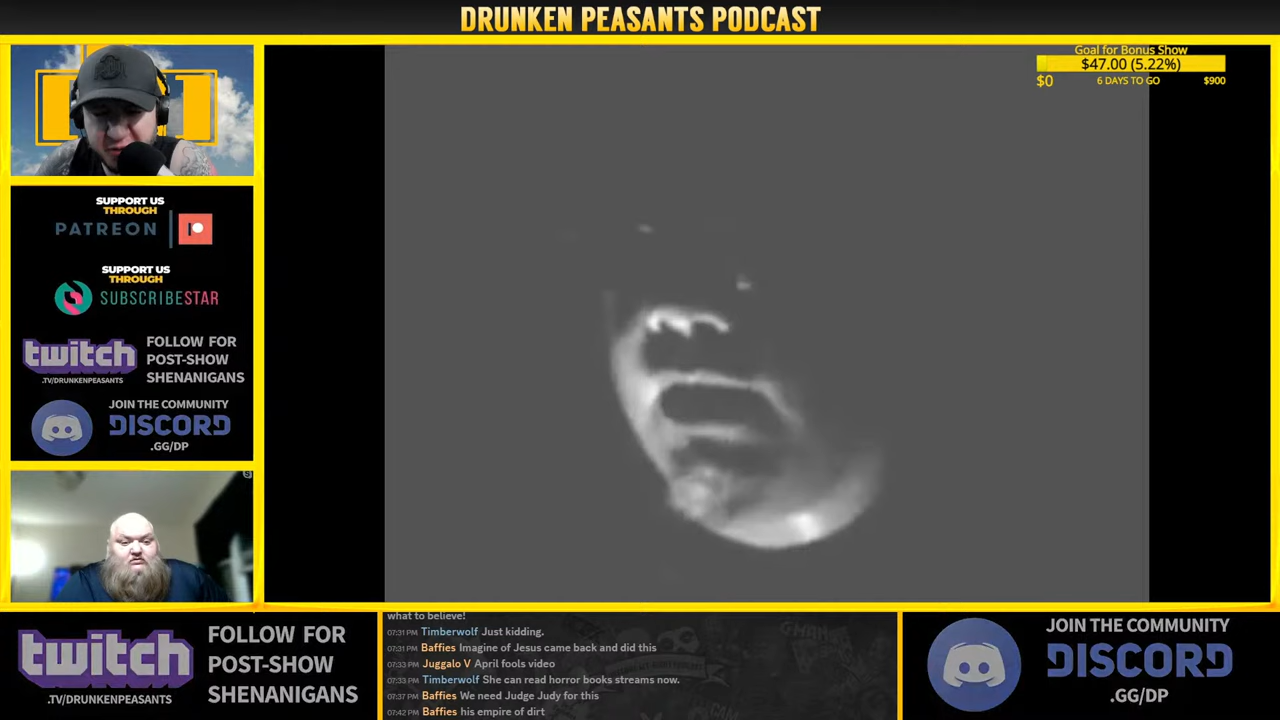 DRUNKEN PEASANTS PODCAST
Goal for Bonus Show
$47.00 (5.22%)
$0 6 DAYS TO GO $900
SUPPORT US
THROUGH
PATREON
SUPPORT US
THROUGH
SUBSCRIBESTAR
twitch
.TV/DRUNKENPEASANTS
FOLLOW FOR
POST-SHOW
SHENANIGANS
JOIN THE COMMUNITY
DISCORD
.GG/DP
twitch
.TV/DRUNKENPEASANTS
FOLLOW FOR
POST-SHOW
SHENANIGANS
what to believe!
07:31 PM Timberwolf Just kidding.
07:31 PM Baffies Imagine of Jesus came back and did this
07:33 PM Juggalo V April fools video
07:33 PM Timberwolf She can read horror books streams now.
07:37 PM Baffies We need Judge Judy for this
07:42 PM Baffies his empire of dirt
JOIN THE COMMUNITY
DISCORD
.GG/DP